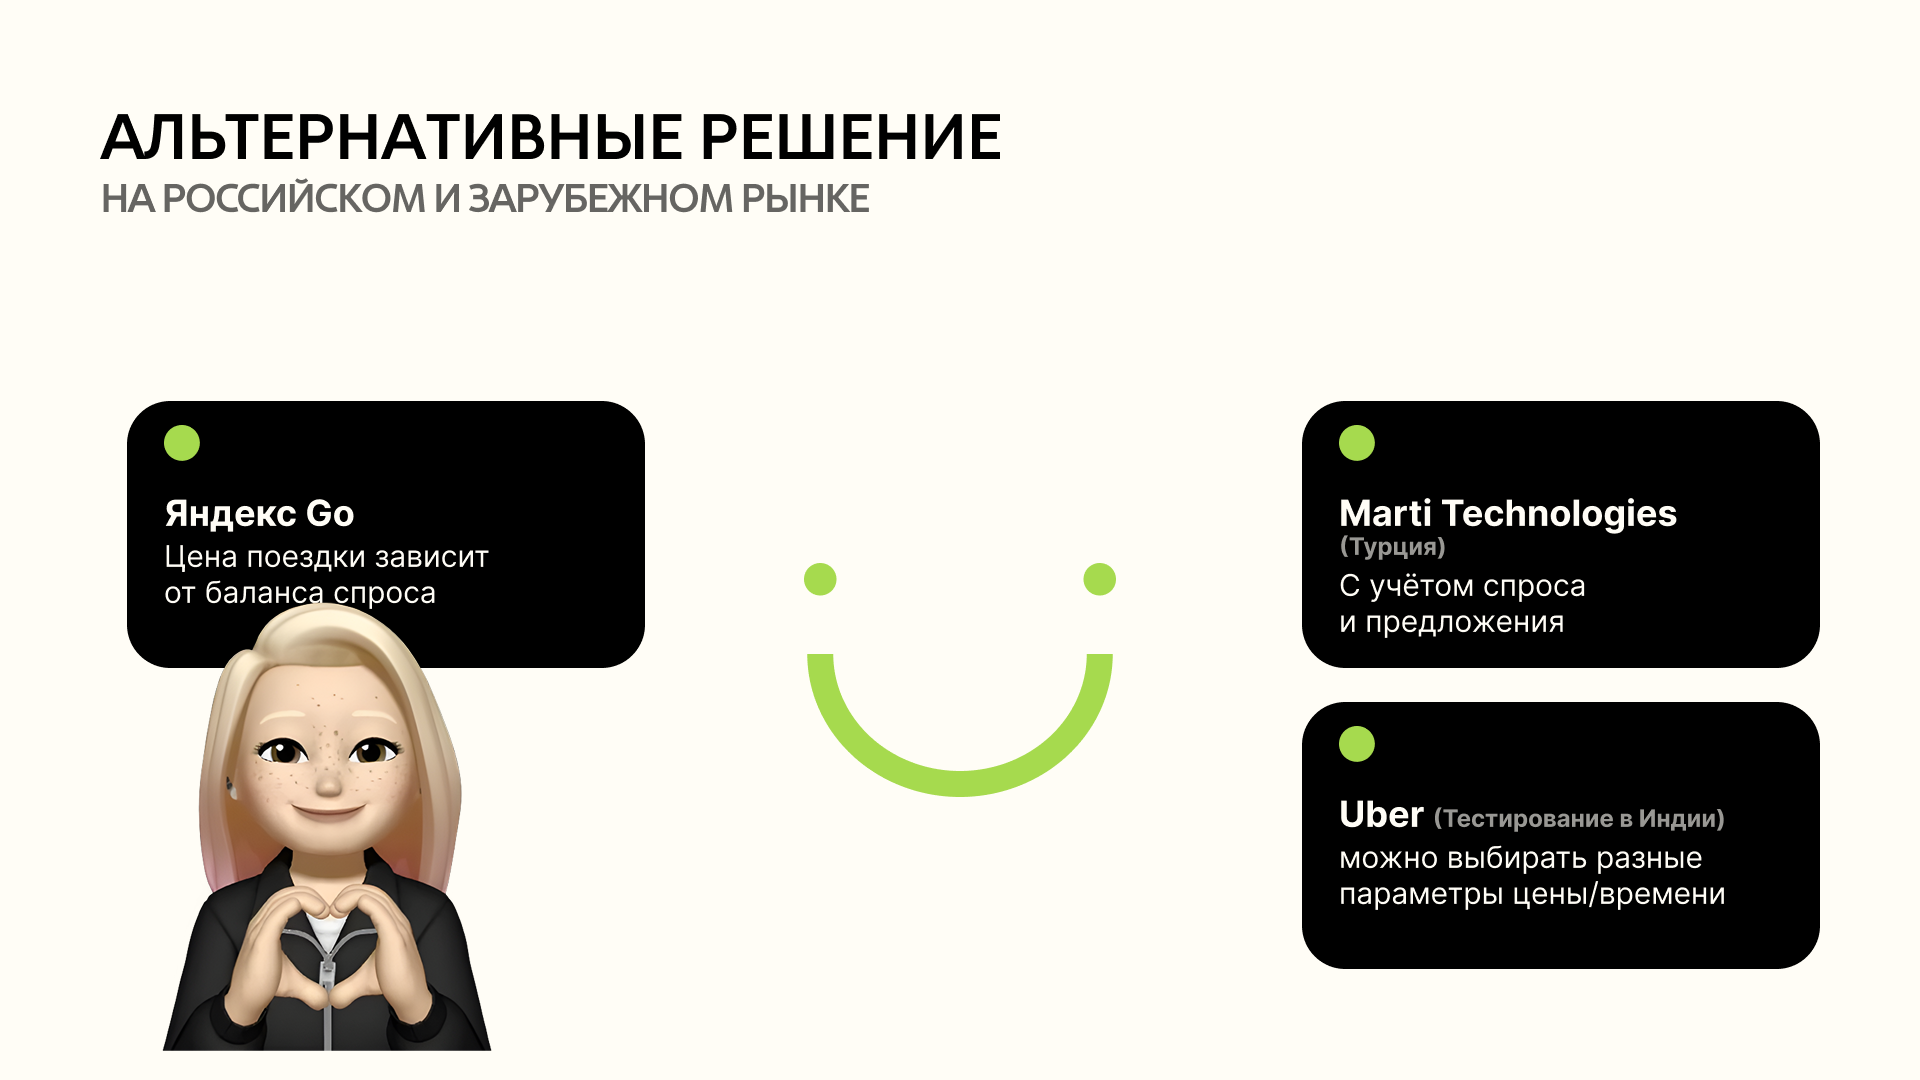 АЛЬТЕРНАТИВНЫЕ РЕШЕНИЕ
НА РОССИЙСКОМ И ЗАРУБЕЖНОМ РЫНКЕ
Яндекс Go
Цена поездки зависит
от баланса спроса
Marti Technologies
(Турция)
С учётом спроса
и предложения
Uber (Тестирование в Индии)
можно выбирать разные
параметры цены/времени